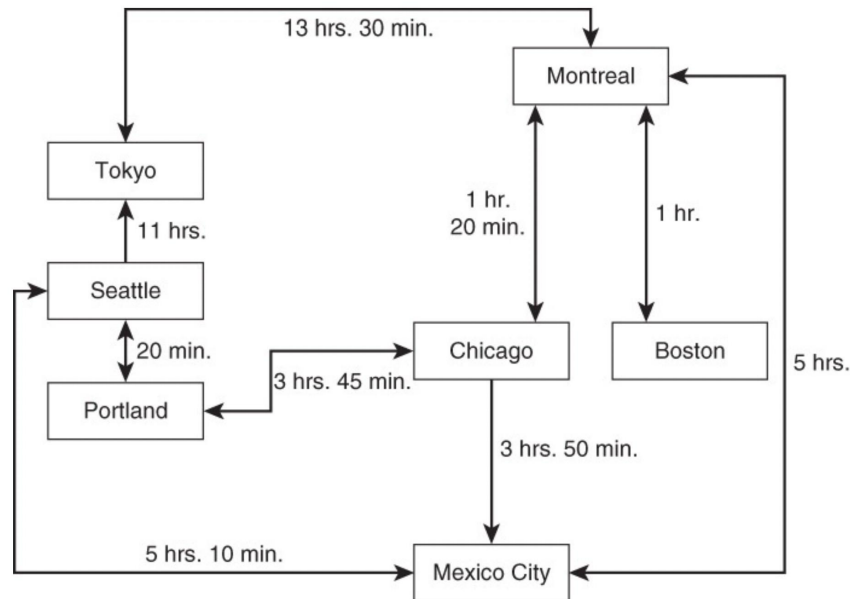 13 hrs. 30 min.
Montreal
Tokyo
1 hr.
20 min.
1 hr.
11 hrs.
Seattle
20 min.
Chicago
Boston
5 hrs.
3 hrs. 45 min.
Portland
3 hrs. 50 min.
5 hrs. 10 min.
Mexico City